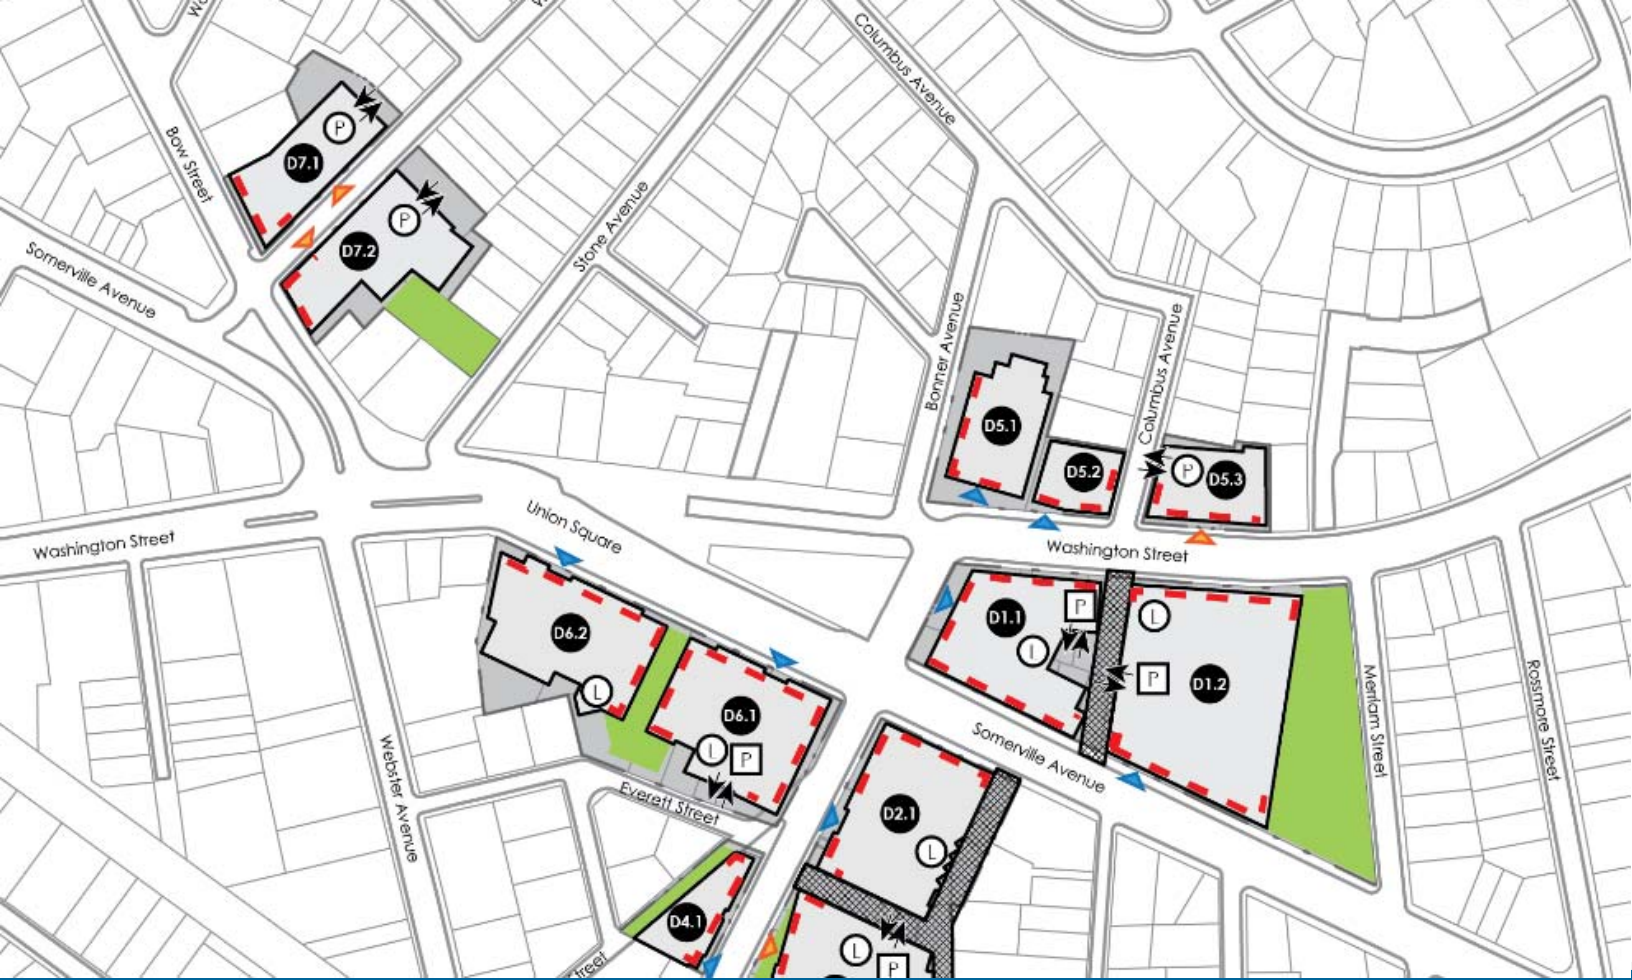 Columbus Avenue
Bow Street
P
D7.1
P
D7.2
Stone Avenue
Somerville Avenue
Bonner Avenue
Columbus Avenue
D5.1
D5.2
P
D5.3
Union Square
Washington Street
Washington Street
P
D1.1
L
L
P
D1.2
D6.2
L
D6.1
L
P
Merriam Street
Rossmore Street
Somerville Avenue
Webster Avenue
Everett Street
D2.1
L
D4.1
L
P